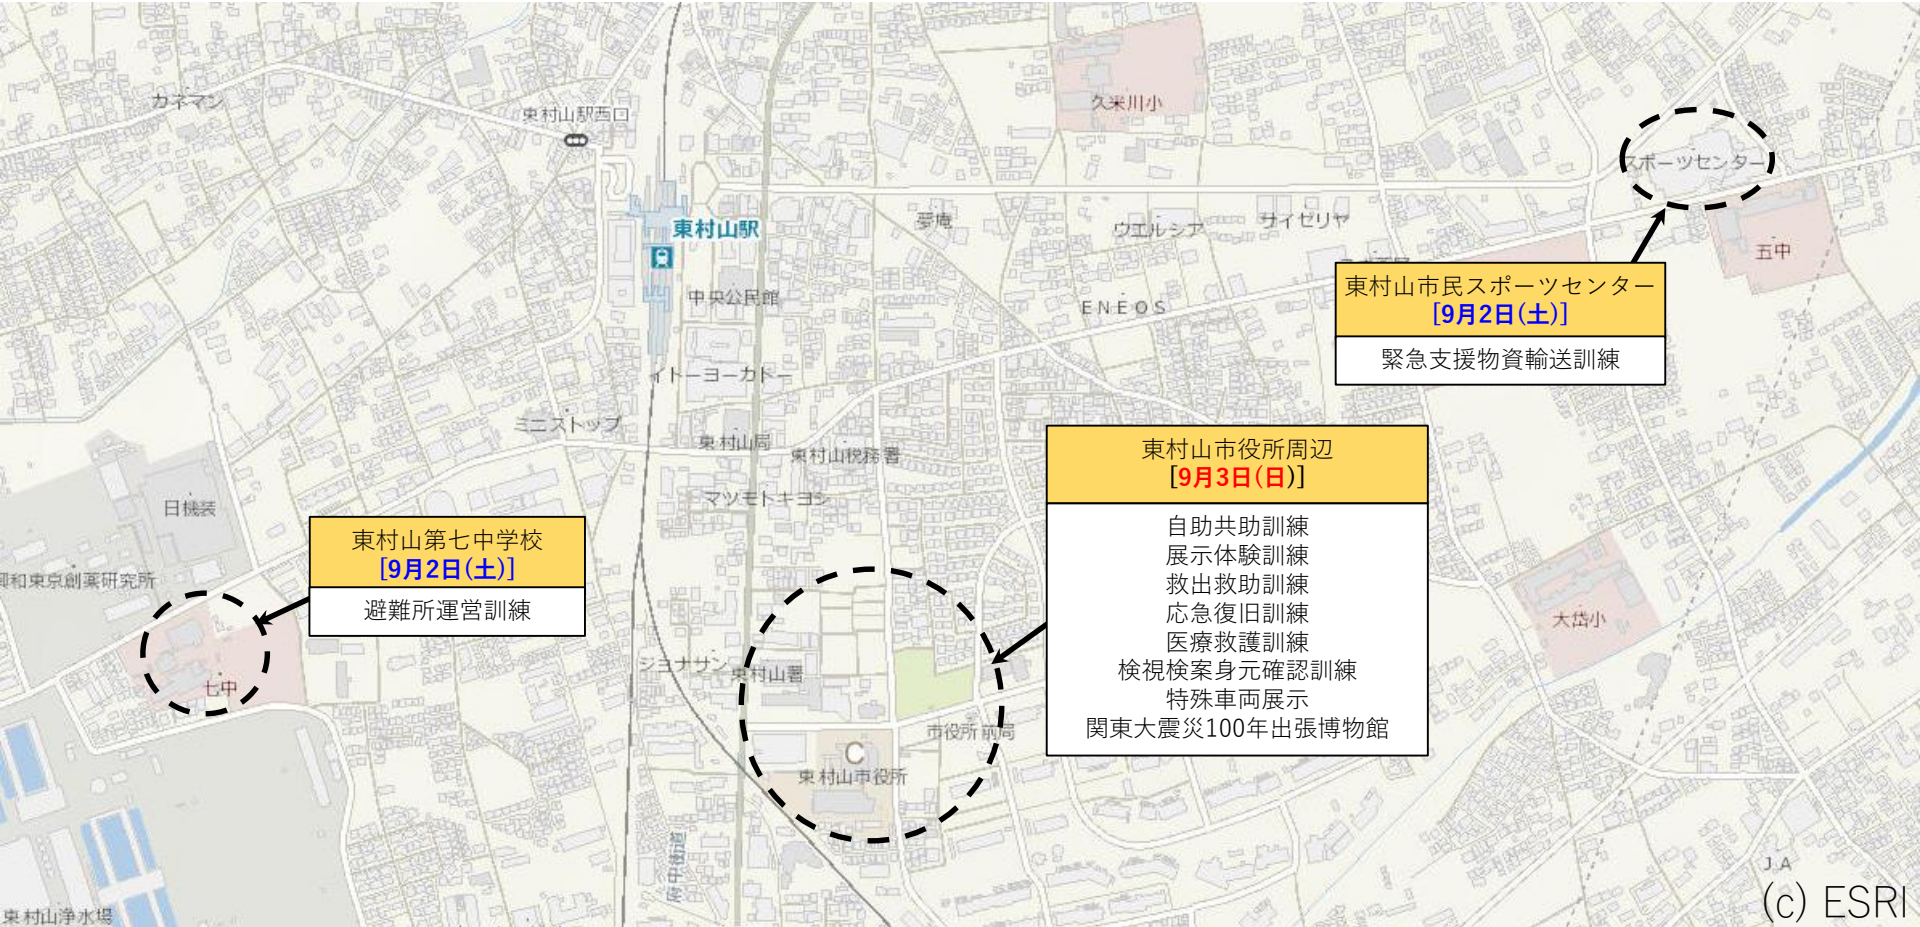 カネマン
東村山駅西口
久米川小
スポーツセンター
東村山駅
夢庵
ウエルシア
サイゼリヤ
五中
中央公民館
ENEOS
東村山市民スポーツセンター
[9月2日(土)]
緊急支援物資輸送訓練
イトーヨーカドー
ミニストップ
東村山局
東村山税務署
マツモトキヨシ
日機装
東村山市役所周辺
[9月3日(日)]
自助共助訓練
展示体験訓練
救出救助訓練
応急復旧訓練
医療救護訓練
検視検案身元確認訓練
特殊車両展示
関東大震災100年出張博物館
東村山第七中学校
[9月2日(土)]
避難所運営訓練
興和東京創薬研究所
七中
大岱小
ジョナサン
東村山署
市役所前局
東村山市役所
府中街道
東村山浄水場
JA
(c) ESRI